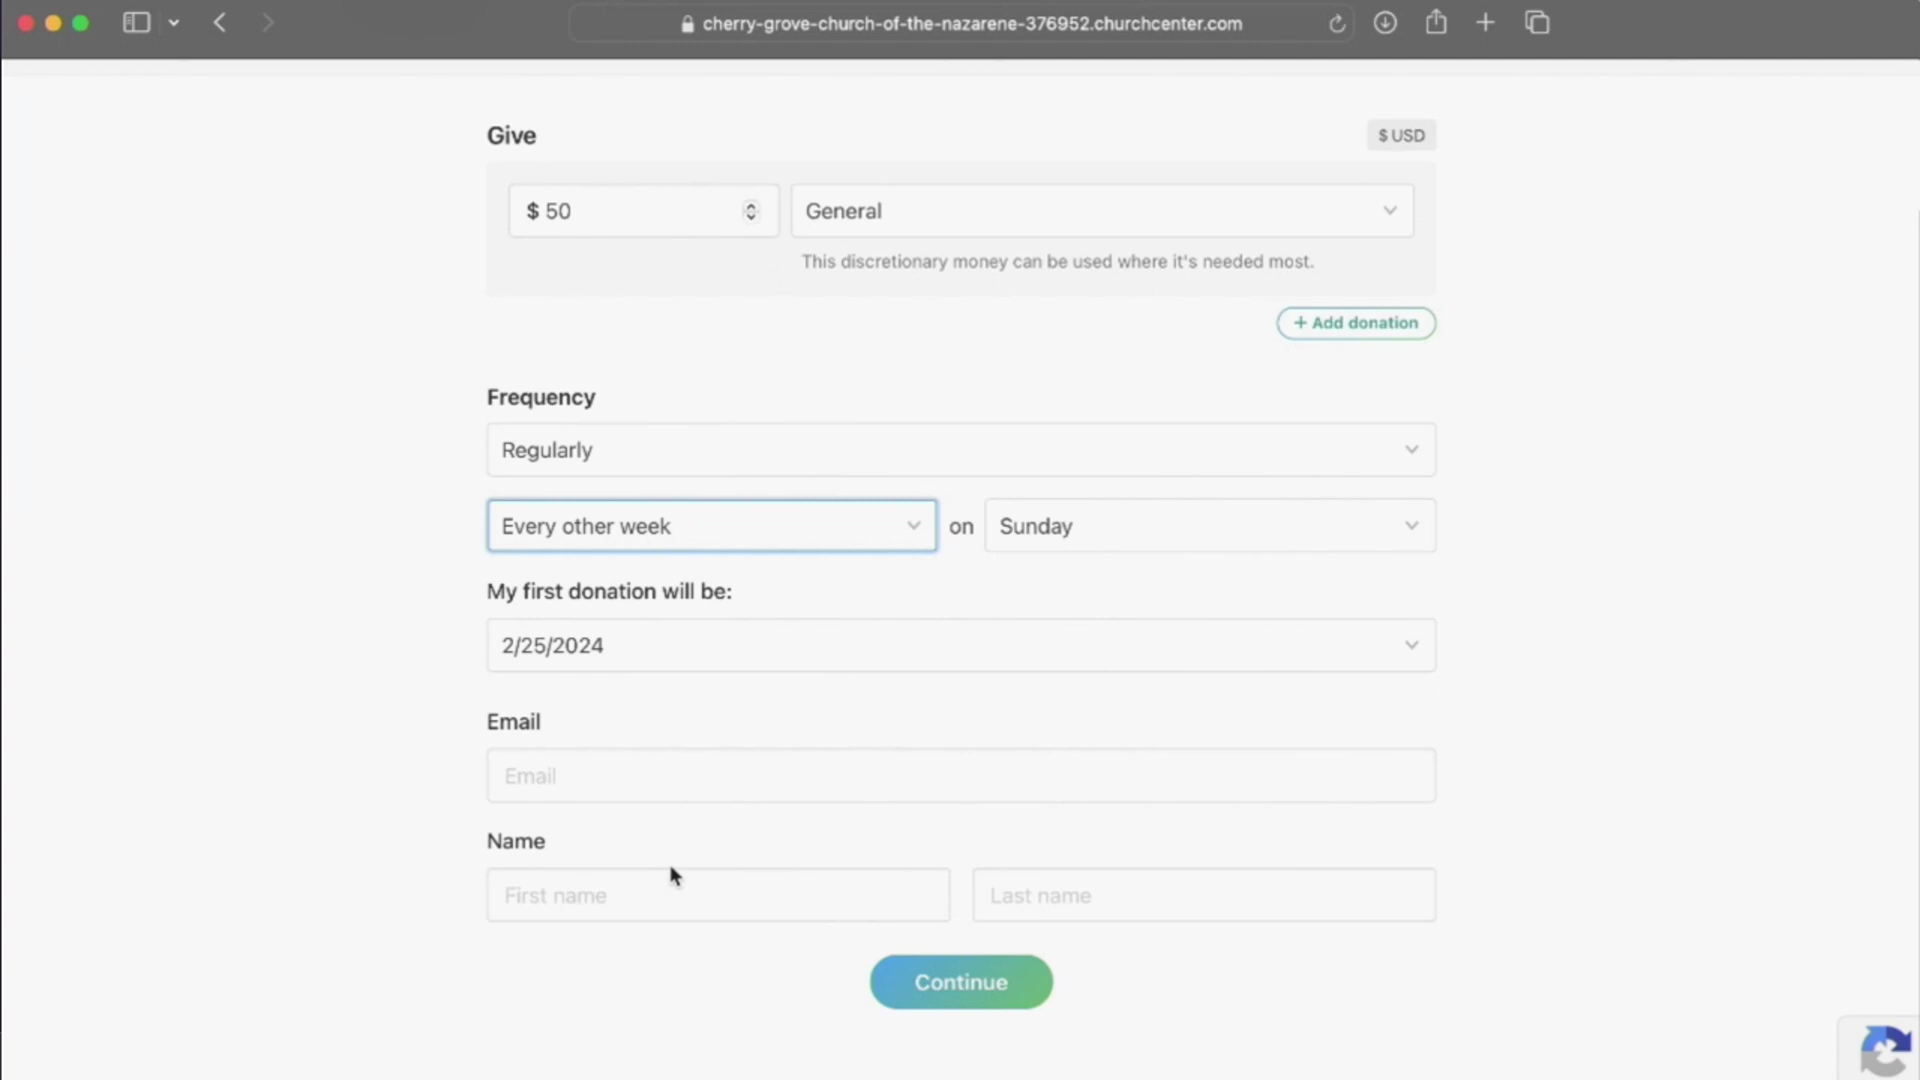 cherry-grove-church-of-the-nazarene-376952.churchcenter.com
Give
$ USD
$ 50
General
This discretionary money can be used where it's needed most.
+ Add donation
Frequency
Regularly
Every other week on Sunday
My first donation will be:
2/25/2024
Email
Email
Name
First name
Last name
Continue